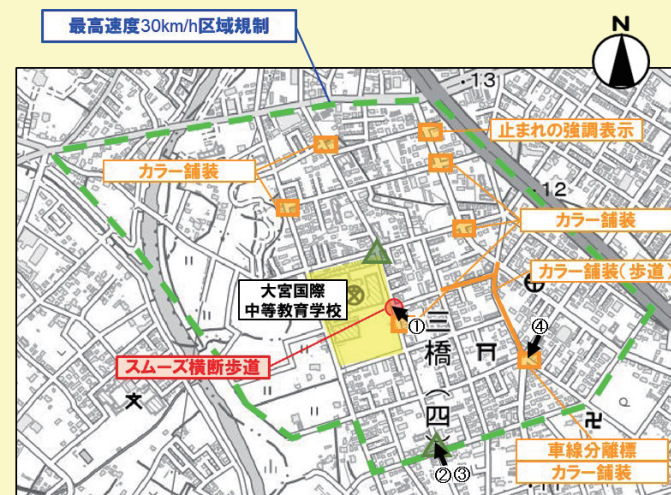 最高速度30km/h区域規制
N
・13
止まれの強調表示
カラー舗装
・12
カラー舗装
カラー舗装(歩道)
大宮国際
中等教育学校
①
④
スムーズ横断歩道
三橋(四)
車線分離標
カラー舗装
②③